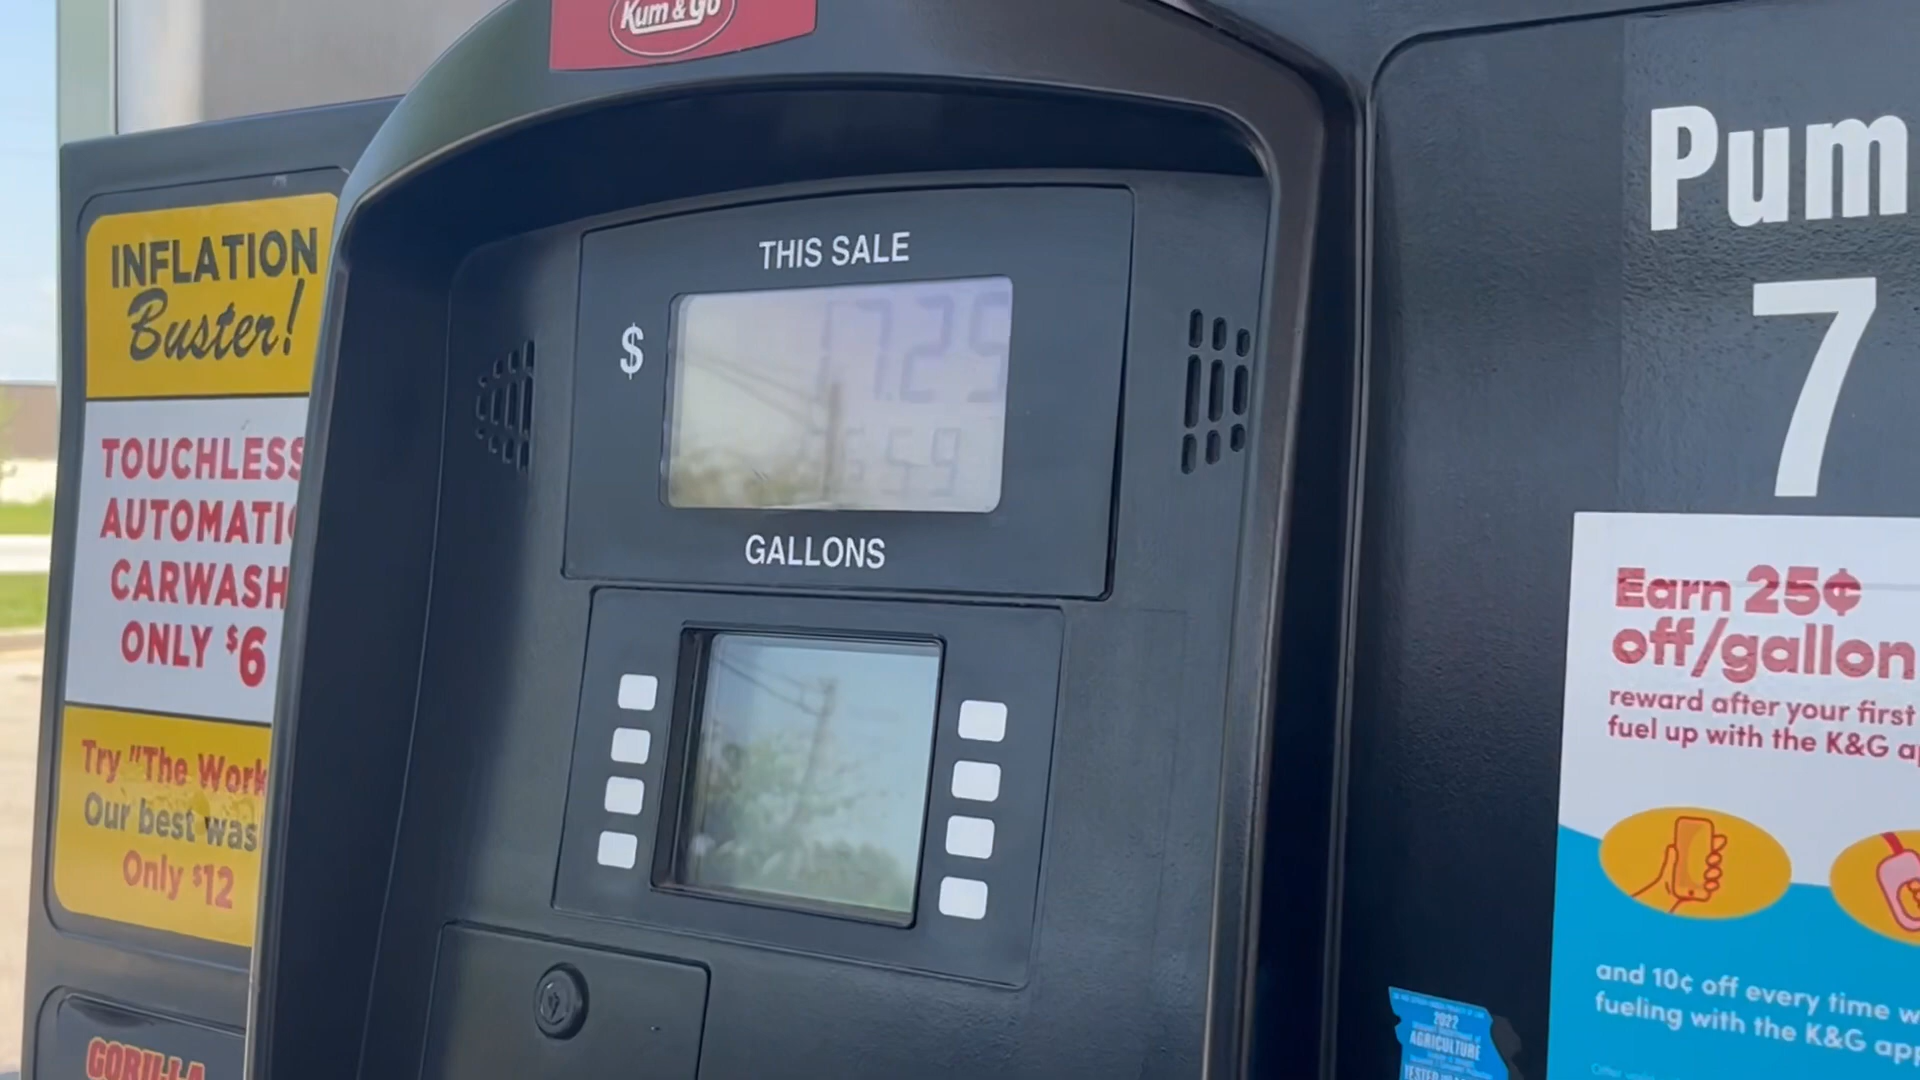 Kum & Go
INFLATION
Buster!
TOUCHLESS
AUTOMATI
CARWASH
ONLY $6
Try "The Work
Our best was
Only $12
GORILLA
THIS SALE
$
GALLONS
Pum
7
Earn 25¢
off/gallon
reward after your first
fuel up with the K&G
and 10¢ off every time
fueling with the K&G app
2022
AGRICULTURE